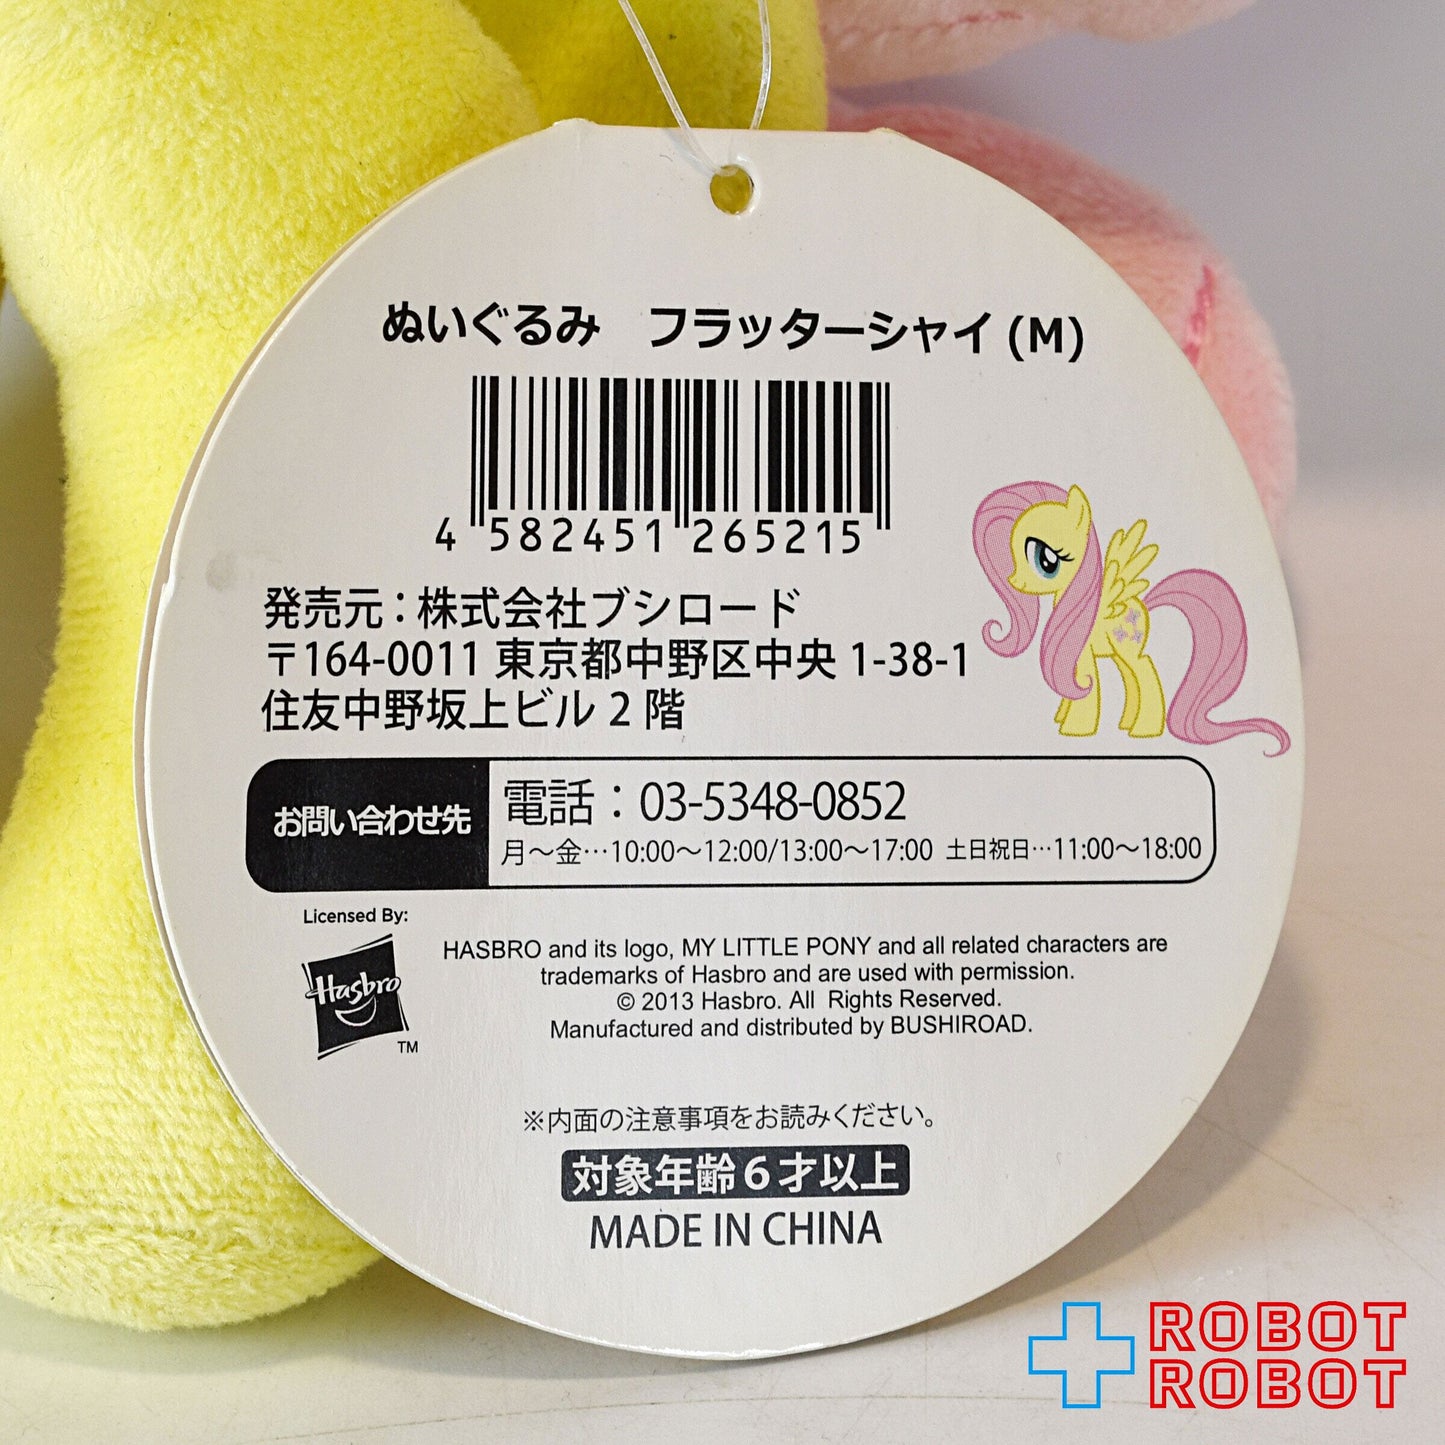 ぬいぐるみ　フラッターシャイ (M)
4 582451 265215
発売元：株式会社ブシロード
〒164-0011 東京都中野区中央 1-38-1
住友中野坂上ビル 2 階
お問い合わせ先
電話：03-5348-0852
月～金…10:00～12:00/13:00～17:00 土日祝日…11:00～18:00
Licensed By:
Hasbro
TM
HASBRO and its logo, MY LITTLE PONY and all related characters are
trademarks of Hasbro and are used with permission.
© 2013 Hasbro. All Rights Reserved.
Manufactured and distributed by BUSHIROAD.
※内面の注意事項をお読みください。
対象年齢６才以上
MADE IN CHINA
ROBOT
ROBOT